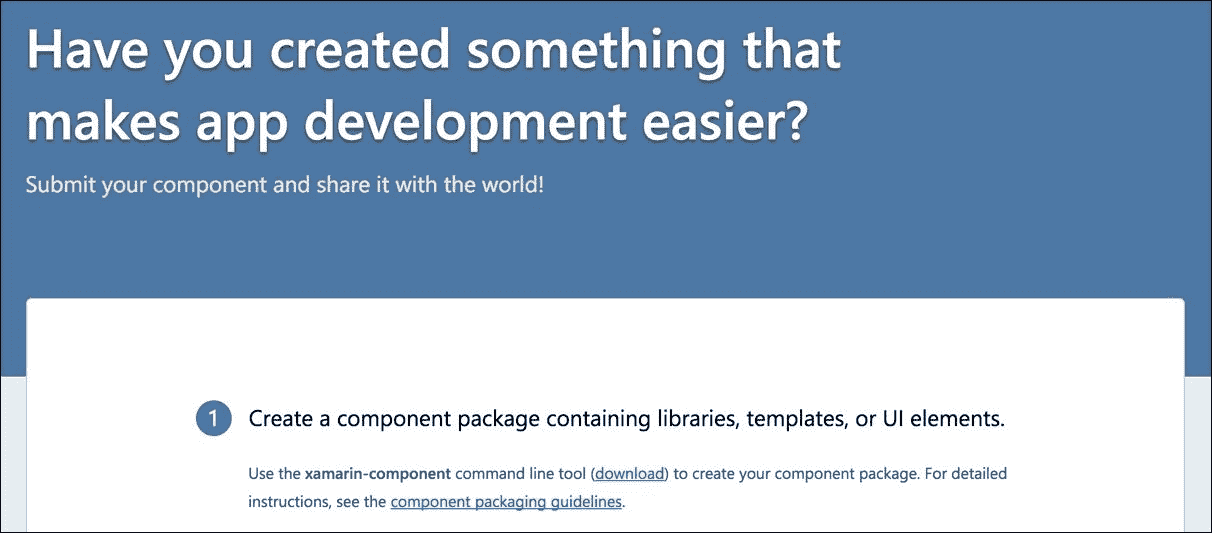 Have you created something that
makes app development easier?
Submit your component and share it with the world!
1 Create a component package containing libraries, templates, or UI elements.
Use the xamarin-component command line tool (download) to create your component package. For detailed
instructions, see the component packaging guidelines.